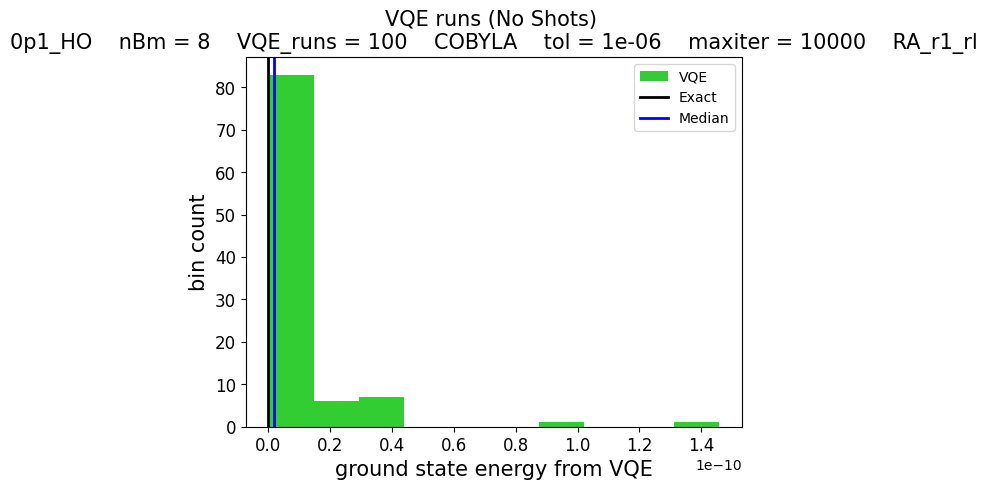 VQE runs (No Shots)
0p1_HO    nBm = 8    VQE_runs = 100    COBYLA    tol = 1e-06    maxiter = 10000    RA_r1_rl
VQE
Exact
Median
bin count
80
70
60
50
40
30
20
10
0
0.0 0.2 0.4 0.6 0.8 1.0 1.2 1.4
1e−10
ground state energy from VQE